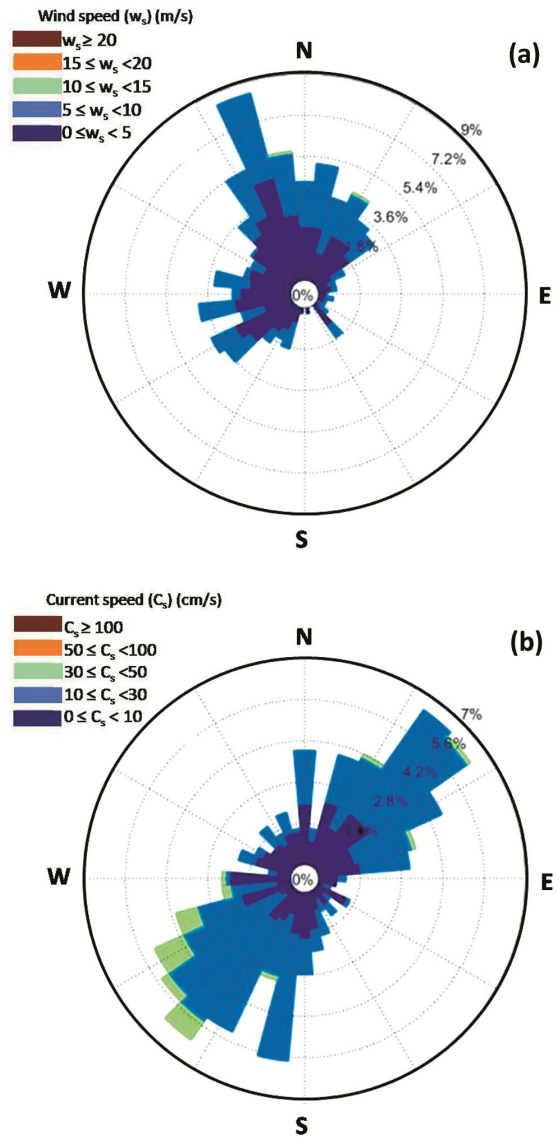 Wind speed (wₛ) (m/s)
wₛ ≥ 20
15 ≤ wₛ <20
10 ≤ wₛ <15
5 ≤ wₛ <10
0 ≤wₛ < 5
(a)
N
9%
7.2%
5.4%
3.6%
1.8%
0%
W
E
S
Current speed (Cₛ) (cm/s)
Cₛ ≥ 100
50 ≤ Cₛ <100
30 ≤ Cₛ <50
10 ≤ Cₛ <30
0 ≤ Cₛ < 10
(b)
N
7%
5.6%
4.2%
2.8%
0%
W
E
S